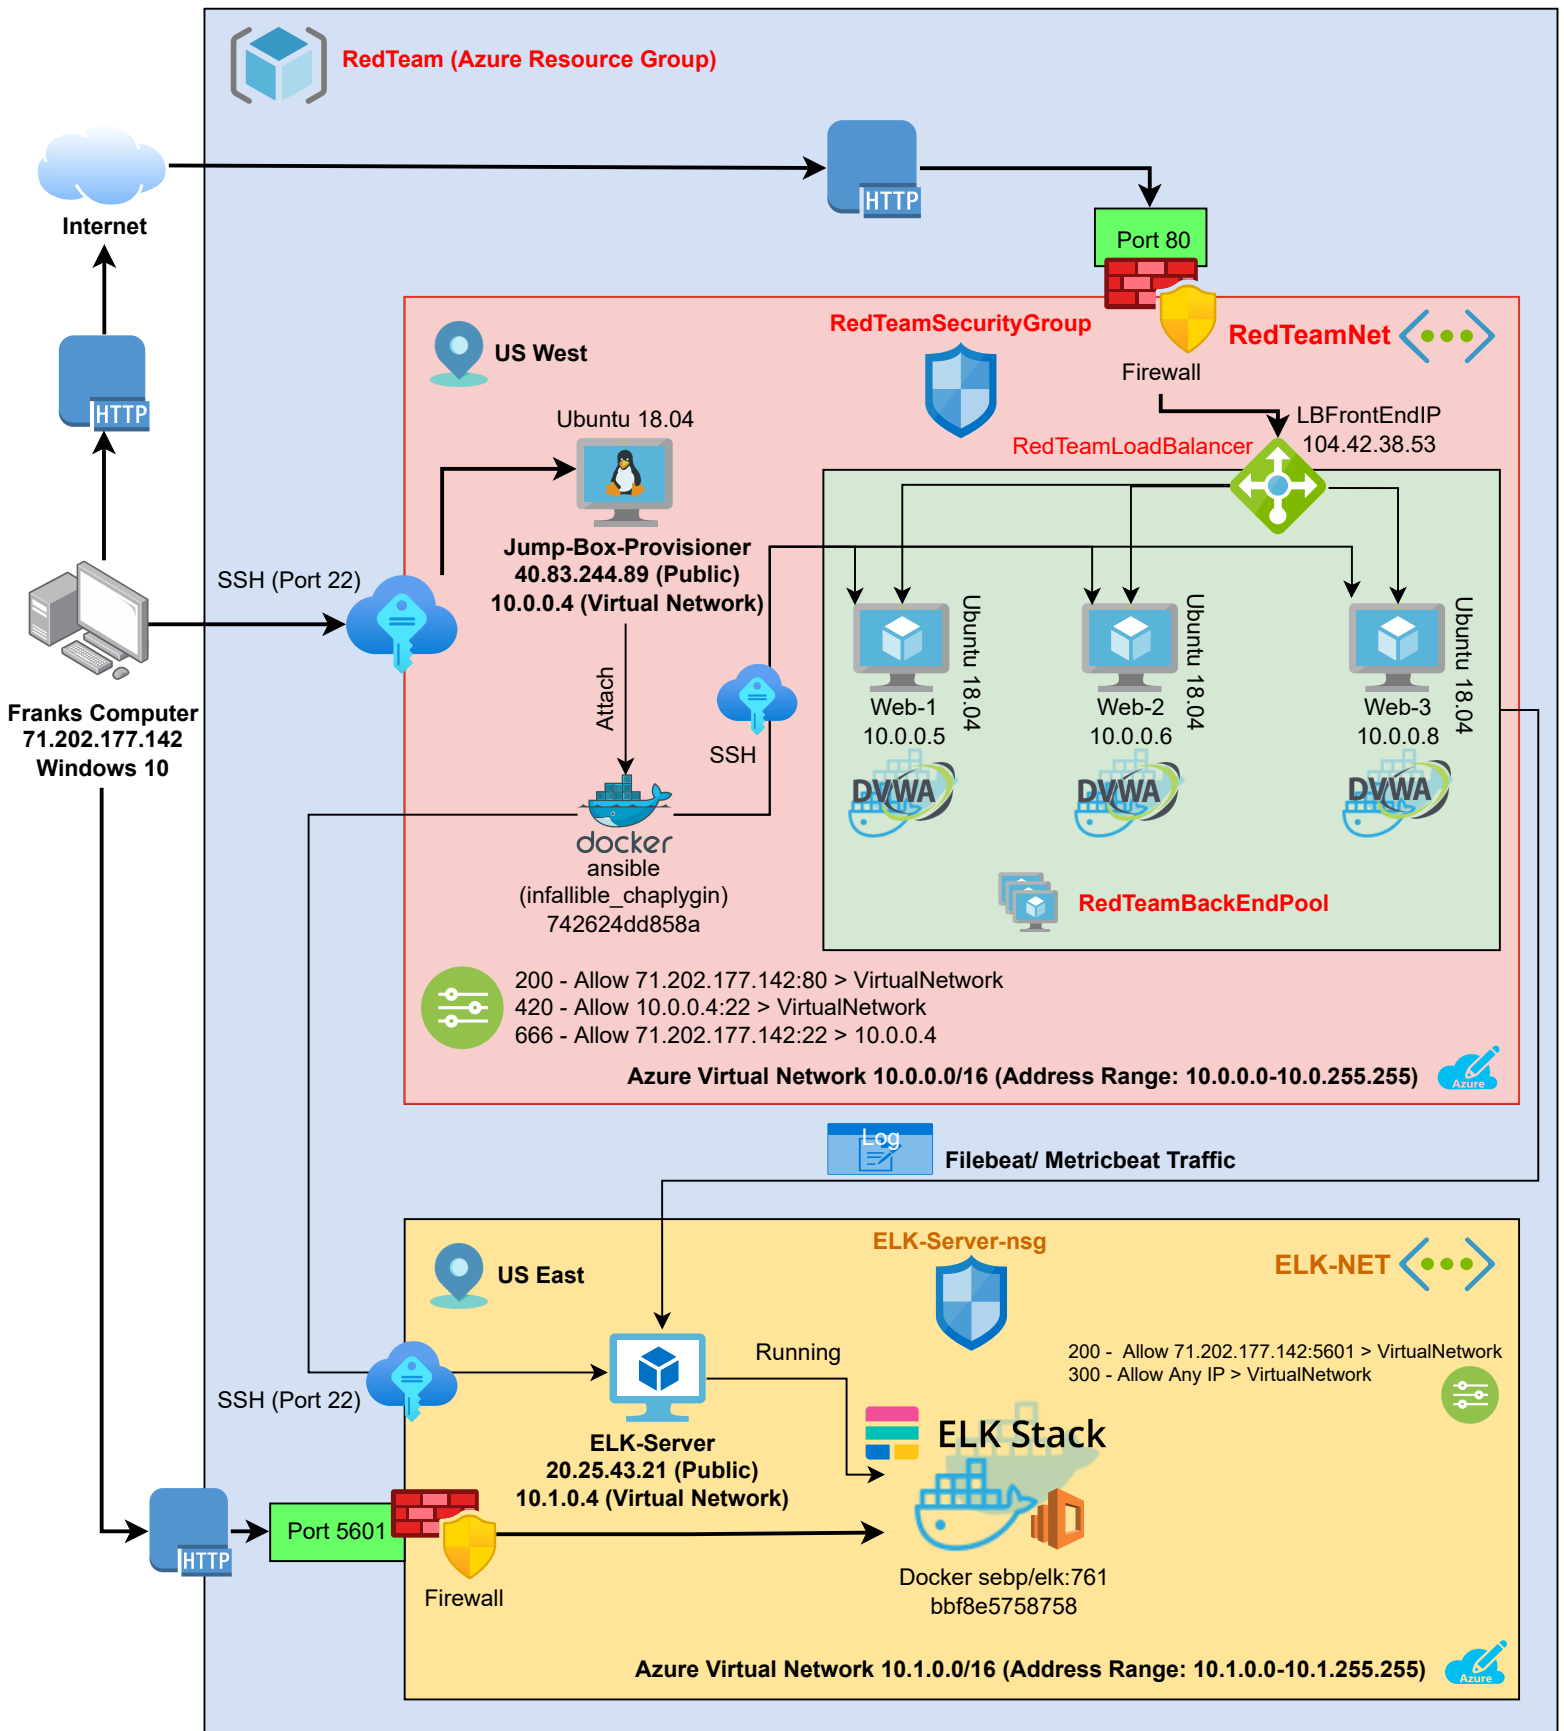 RedTeam (Azure Resource Group)
HTTP
Internet
Port 80
RedTeamSecurityGroup
RedTeamNet
US West
Firewall
HTTP
Ubuntu 18.04
LBFrontEndIP
104.42.38.53
RedTeamLoadBalancer
Jump-Box-Provisioner
40.83.244.89 (Public)
10.0.0.4 (Virtual Network)
SSH (Port 22)
Ubuntu 18.04
Ubuntu 18.04
Ubuntu 18.04
Attach
SSH
Web-1
10.0.0.5
Web-2
10.0.0.6
Web-3
10.0.0.8
Franks Computer
71.202.177.142
Windows 10
DVWA
DVWA
DVWA
docker
ansible
(infallible_chaplygin)
742624dd858a
RedTeamBackEndPool
200 - Allow 71.202.177.142:80 > VirtualNetwork
420 - Allow 10.0.0.4:22 > VirtualNetwork
666 - Allow 71.202.177.142:22 > 10.0.0.4
Azure Virtual Network 10.0.0.0/16 (Address Range: 10.0.0.0-10.0.255.255)
Azure
Log
Filebeat/ Metricbeat Traffic
ELK-Server-nsg
ELK-NET
US East
Running
200 -  Allow 71.202.177.142:5601 > VirtualNetwork
300 - Allow Any IP > VirtualNetwork
SSH (Port 22)
ELK Stack
ELK-Server
20.25.43.21 (Public)
10.1.0.4 (Virtual Network)
Port 5601
HTTP
Firewall
Docker sebp/elk:761
bbf8e5758758
Azure Virtual Network 10.1.0.0/16 (Address Range: 10.1.0.0-10.1.255.255)
Azure